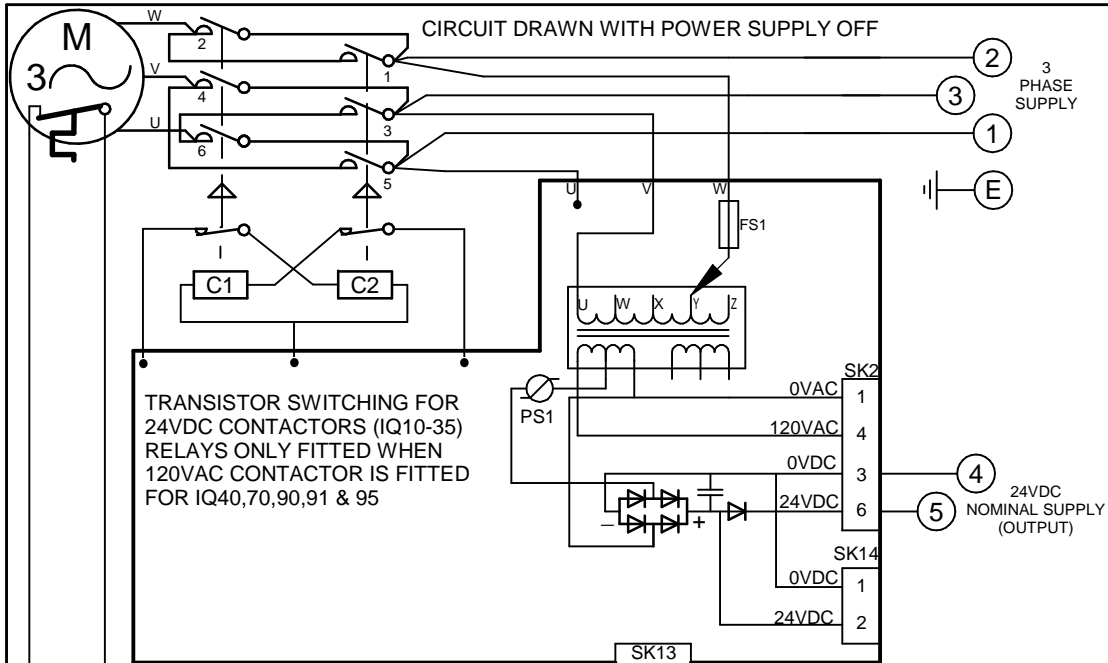 CIRCUIT DRAWN WITH POWER SUPPLY OFF
W
M
3
V
U
2
4
6
1
3
5
2
3
1
E
3
PHASE
SUPPLY
C1
C2
U
V
W
FS1
U
W
X
Y
Z
PS1
TRANSISTOR SWITCHING FOR
24VDC CONTACTORS (IQ10-35)
RELAYS ONLY FITTED WHEN
120VAC CONTACTOR IS FITTED
FOR IQ40,70,90,91 & 95
SK2
0VAC 1
120VAC 4
0VDC 3
24VDC 6
4
5
24VDC
NOMINAL SUPPLY
(OUTPUT)
– +
SK14
0VDC 1
24VDC 2
SK13